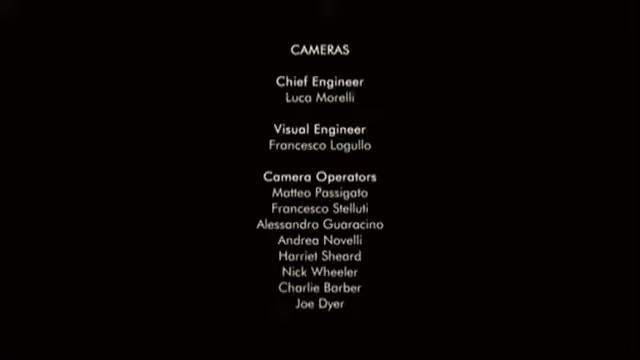 CAMERAS
Chief Engineer
Luca Morelli
Visual Engineer
Francesco Logullo
Camera Operators
Matteo Passigato
Francesco Stelluti
Alessandro Guaracino
Andrea Novelli
Harriet Sheard
Nick Wheeler
Charlie Barber
Joe Dyer